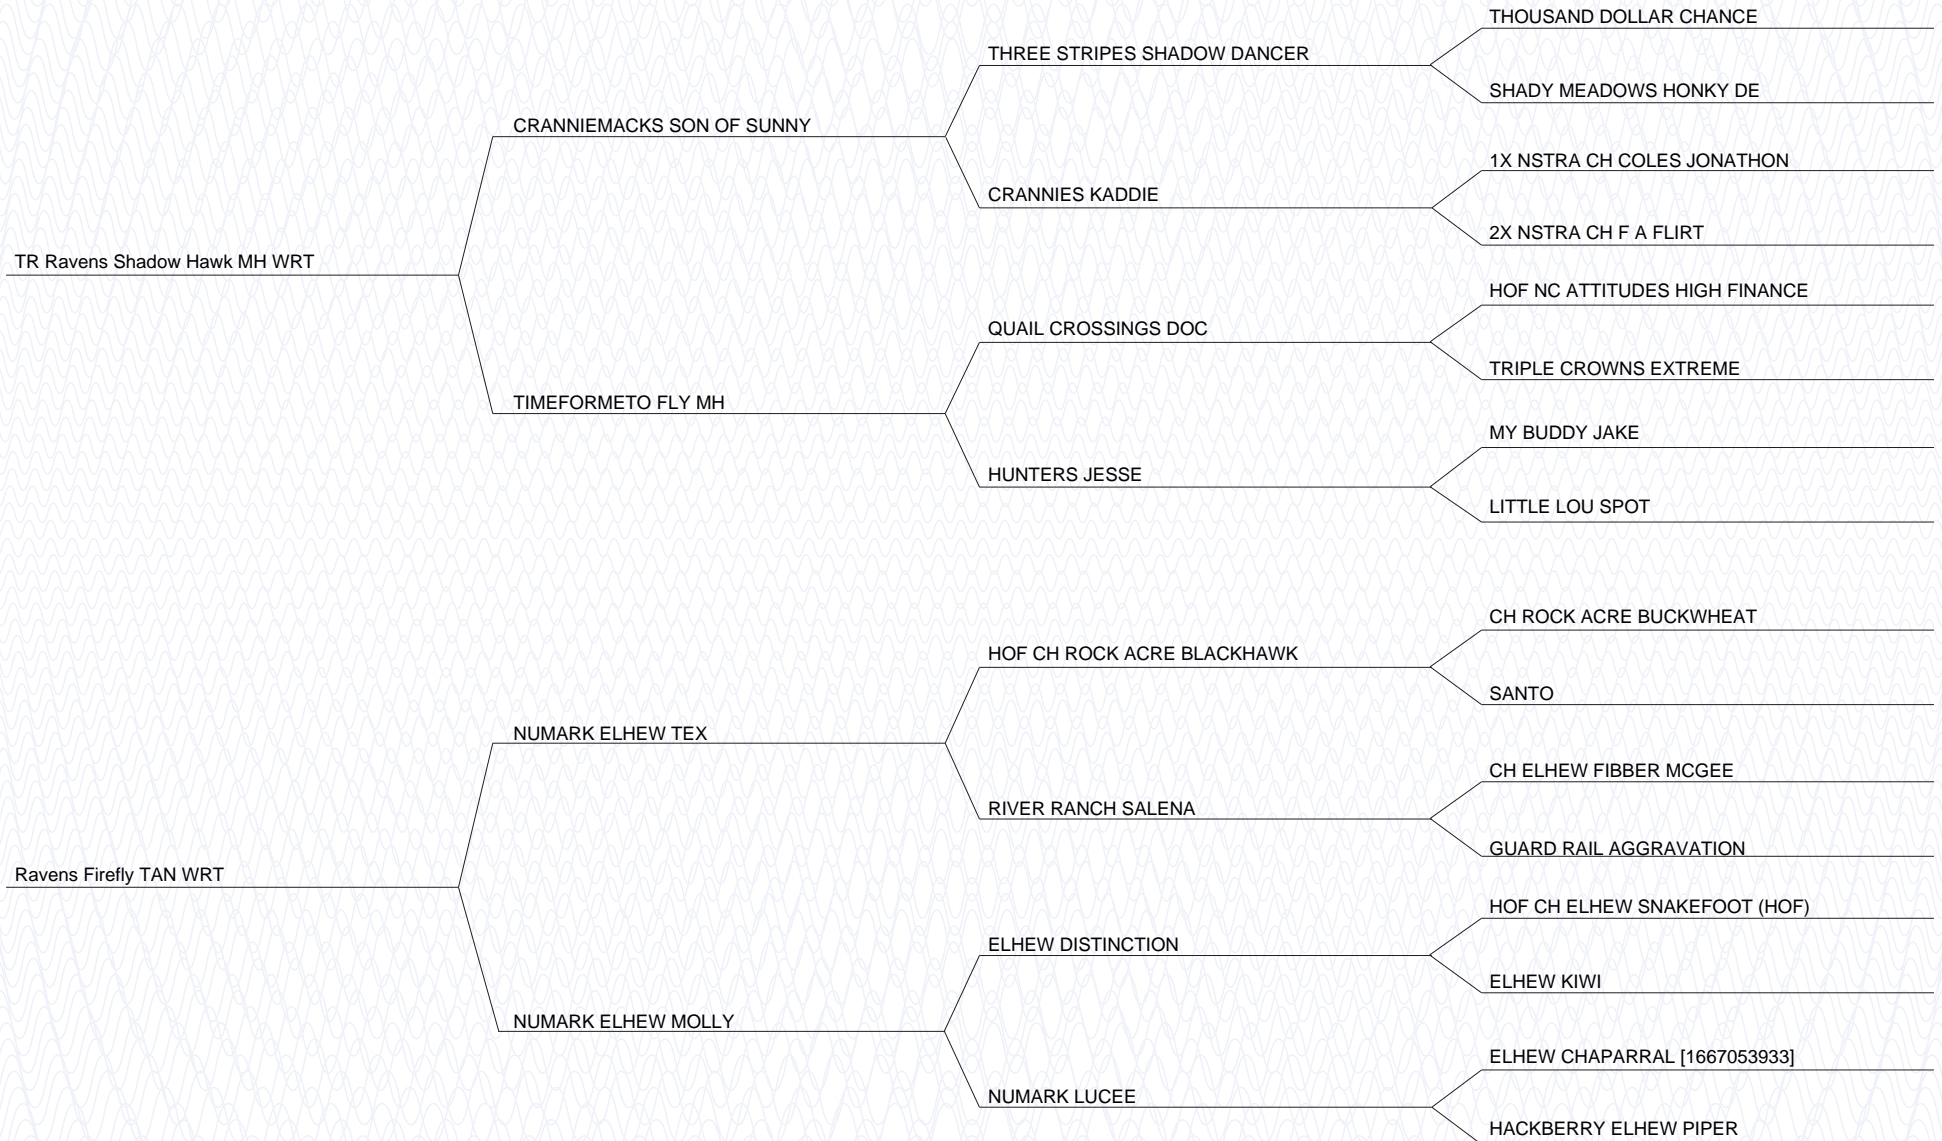 THOUSAND DOLLAR CHANCE
THREE STRIPES SHADOW DANCER
SHADY MEADOWS HONKY DE
CRANNIEMACKS SON OF SUNNY
1X NSTRA CH COLES JONATHON
CRANNIES KADDIE
2X NSTRA CH F A FLIRT
TR Ravens Shadow Hawk MH WRT
HOF NC ATTITUDES HIGH FINANCE
QUAIL CROSSINGS DOC
TRIPLE CROWNS EXTREME
TIMEFORMETO FLY MH
MY BUDDY JAKE
HUNTERS JESSE
LITTLE LOU SPOT
CH ROCK ACRE BUCKWHEAT
HOF CH ROCK ACRE BLACKHAWK
SANTO
NUMARK ELHEW TEX
CH ELHEW FIBBER MCGEE
RIVER RANCH SALENA
GUARD RAIL AGGRAVATION
Ravens Firefly TAN WRT
HOF CH ELHEW SNAKEFOOT (HOF)
ELHEW DISTINCTION
ELHEW KIWI
NUMARK ELHEW MOLLY
ELHEW CHAPARRAL [1667053933]
NUMARK LUCEE
HACKBERRY ELHEW PIPER